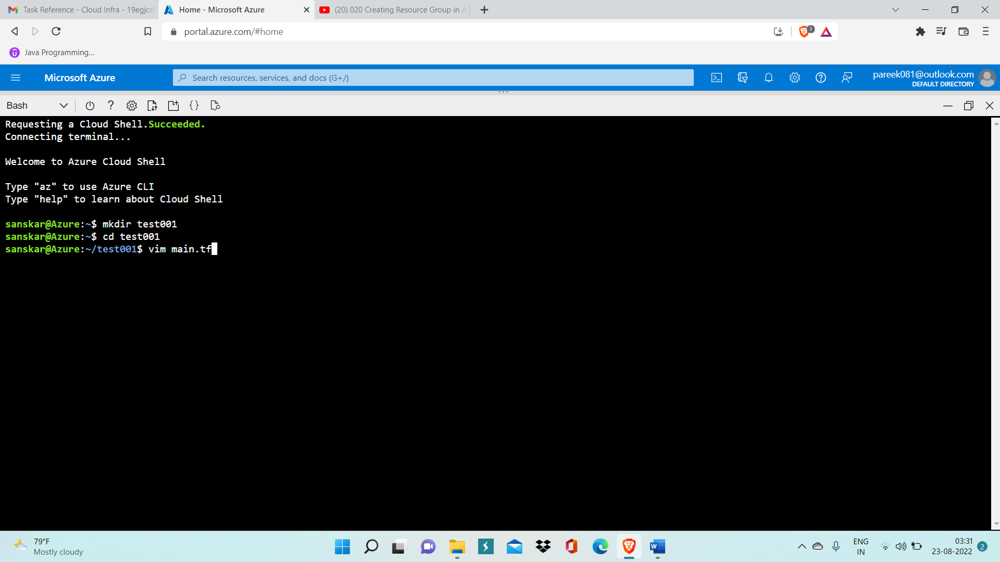 Task Reference - Cloud Infra - 19egjcs
Home - Microsoft Azure
(20) 020 Creating Resource Group in A
portal.azure.com/#home
3
Java Programming...
Microsoft Azure
Search resources, services, and docs (G+/)
pareek081@outlook.com
DEFAULT DIRECTORY
Bash
Requesting a Cloud Shell.Succeeded.
Connecting terminal...
Welcome to Azure Cloud Shell
Type "az" to use Azure CLI
Type "help" to learn about Cloud Shell
sanskar@Azure:~$ mkdir test001
sanskar@Azure:~$ cd test001
sanskar@Azure:~/test001$ vim main.tf
79°F
Mostly cloudy
ENG
IN
03:31
23-08-2022
2